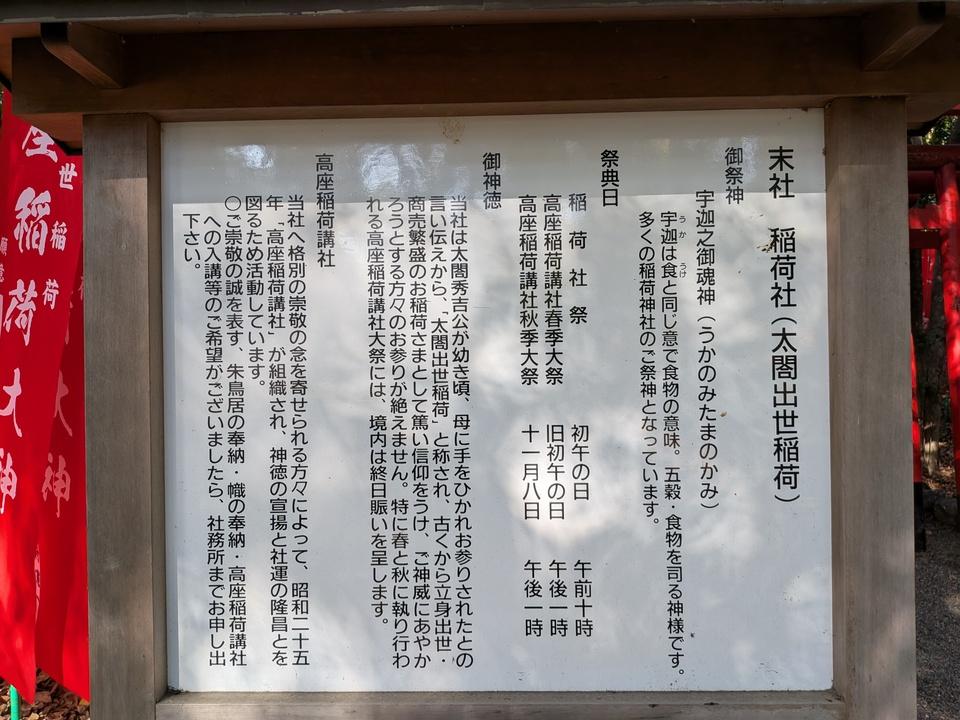 末社　稲荷社（太閤出世稲荷）
御祭神
宇迦之御魂神（うかのみたまのかみ）
宇迦は食と同じ意で食物の意味。五穀・食物を司る神様です。
うか
うけ
多くの稲荷神社のご祭神となっています。
祭典日
稲荷社祭　初午の日　午前十時
高座稲荷講社春季大祭　旧初午の日　午後一時
高座稲荷講社秋季大祭　十一月八日　午後一時
御神徳
当社は太閤秀吉公が幼き頃、母に手をひかれお参りされたとの
言い伝えから、「太閤出世稲荷」と称され、古くから立身出世・
商売繁盛のお稲荷さまとして篤い信仰をうけ、ご神威にあやか
ろうとする方々のお参りが絶えません。特に春と秋に執り行わ
れる高座稲荷講社大祭には、境内は終日賑いを呈します。
高座稲荷講社
当社へ格別の崇敬の念を寄せられる方々によって、昭和二十五
年「高座稲荷講社」が組織され、神徳の宣揚と社運の隆昌とを
図るため活動しています。
〇ご崇敬の誠を表す、朱鳥居の奉納・幟の奉納・高座稲荷講社
への入講等のご希望がございましたら、社務所までお申し出
下さい。
世稲荷大神
座稲荷大神